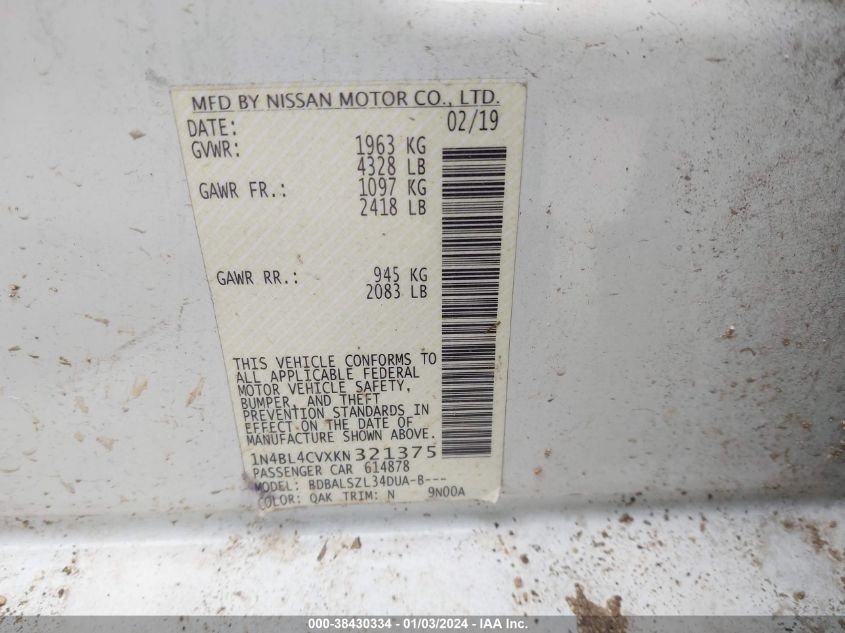 MFD BY NISSAN MOTOR CO., LTD.
DATE: 02/19
GVWR: 1963 KG
4328 LB
GAWR FR.: 1097 KG
2418 LB
GAWR RR.: 945 KG
2083 LB
THIS VEHICLE CONFORMS TO
ALL APPLICABLE FEDERAL
MOTOR VEHICLE SAFETY,
BUMPER, AND THEFT
PREVENTION STANDARDS IN
EFFECT ON THE DATE OF
MANUFACTURE SHOWN ABOVE.
1N4BL4CVXKN321375
PASSENGER CAR 614878
MODEL: BDBALSZL34DUA-B---
COLOR: QAK TRIM: N 9N00A
000-38430334 - 01/03/2024 - IAA Inc.